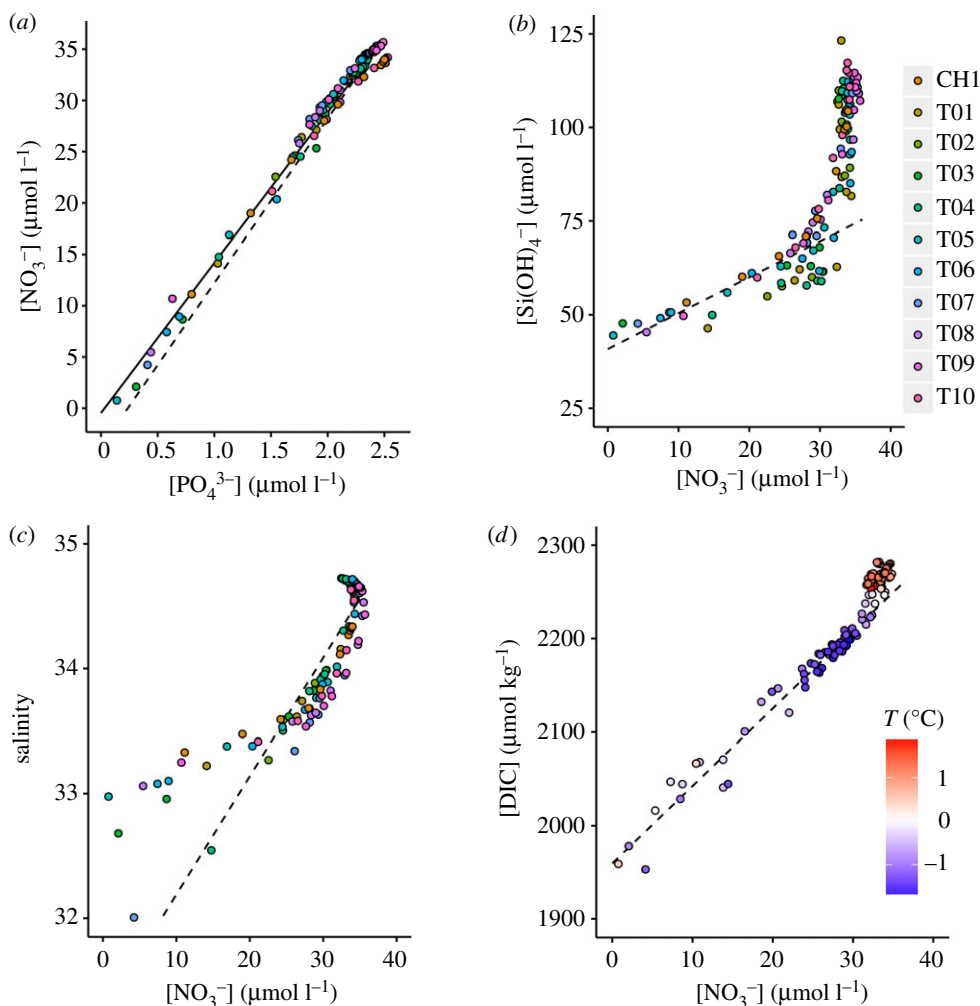 (a)
35
30
25
20
15
10
5
0
[NO₃⁻] (μmol l⁻¹)
0 0.5 1.0 1.5 2.0 2.5
[PO₄³⁻] (μmol l⁻¹)
(b)
125
100
75
50
25
[Si(OH)₄⁻] (μmol l⁻¹)
0 10 20 30 40
[NO₃⁻] (μmol l⁻¹)
CH1
T01
T02
T03
T04
T05
T06
T07
T08
T09
T10
(c)
35
34
33
32
salinity
0 10 20 30 40
[NO₃⁻] (μmol l⁻¹)
(d)
2300
2200
2100
2000
1900
[DIC] (μmol kg⁻¹)
0 10 20 30 40
[NO₃⁻] (μmol l⁻¹)
T (°C)
1
0
−1